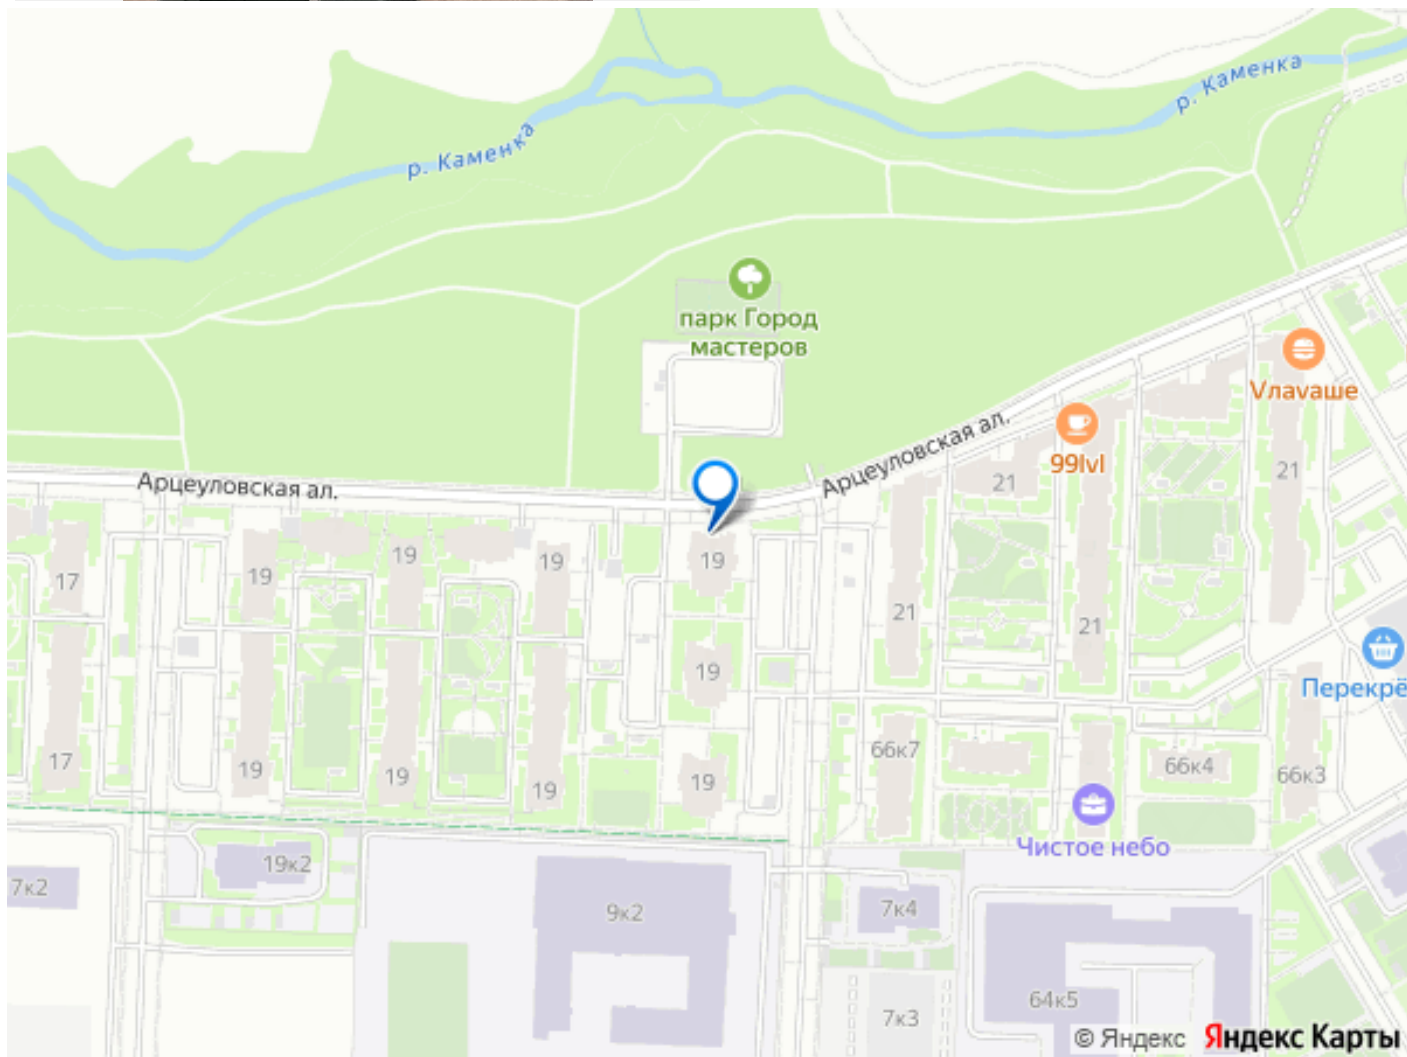 р. Каменка
р. Каменка
парк Город
мастеров
Vлаvаше
Арцеуловская ал.
99lvl
Арцеуловская ал.
21
21
19
19
19
19
17
21
21
19
Перекрё
66к7
66к4
66к3
17
19
19
19
19
Чистое небо
19к2
7к2
9к2
7к4
64к5
7к3
© Яндекс Яндекс Карты